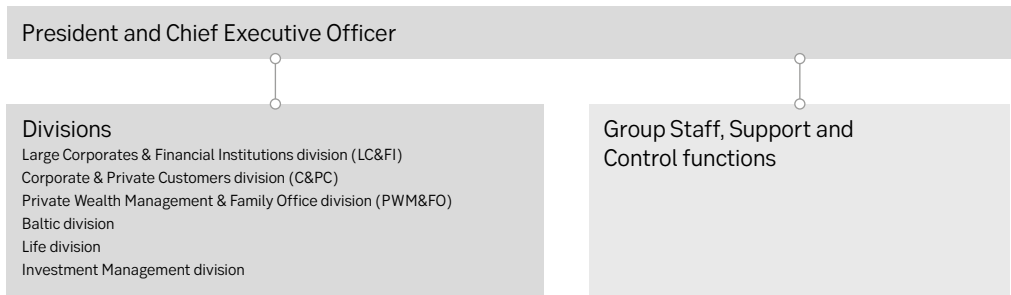 President and Chief Executive Officer
Divisions
Large Corporates & Financial Institutions division (LC&FI)
Corporate & Private Customers division (C&PC)
Private Wealth Management & Family Office division (PWM&FO)
Baltic division
Life division
Investment Management division
Group Staff, Support and
Control functions